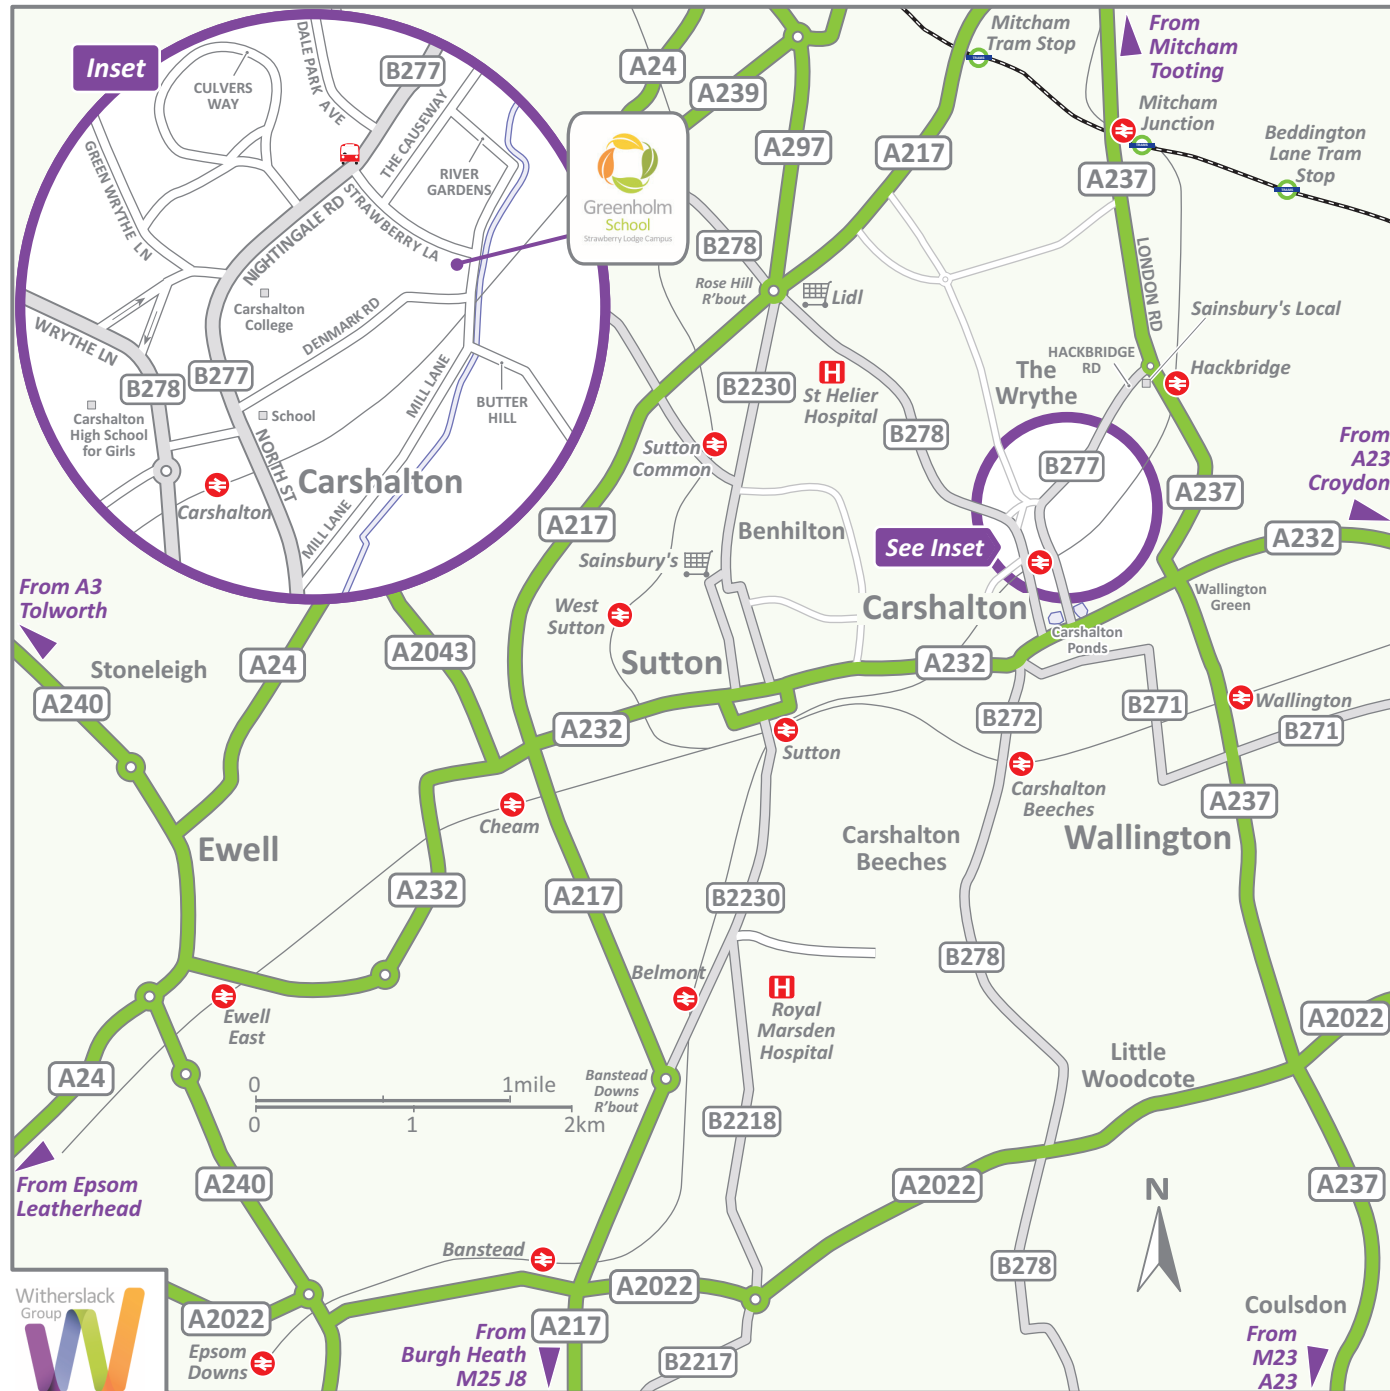 Inset
CULVERS
WAY
DALE PARK AVE
B277
THE CAUSEWAY
RIVER
GARDENS
GREEN WRYTHE LN
STRAWBERRY LA
NIGHTINGALE RD
Carshalton
College
DENMARK RD
WRYTHE LN
B278
B277
MILL LANE
BUTTER
HILL
School
Carshalton
High School
for Girls
NORTH ST
Carshalton
Carshalton
MILL LANE
Greenholm
School
Strawberry Lodge Campus
A24
A239
A297
A217
Mitcham
Tram Stop
From
Mitcham
Tooting
Mitcham
Junction
Beddington
Lane Tram
Stop
A237
B278
Rose Hill
R'bout
Lidl
LONDON RD
Sainsbury's Local
HACKBRIDGE
RD
Hackbridge
The
Wrythe
B2230
St Helier
Hospital
B278
Sutton
Common
B277
From
A23
Croydon
A237
A217
Benhilton
See Inset
A232
Sainsbury's
West
Sutton
Carshalton
Wallington
Green
Carshalton
Ponds
From A3
Tolworth
Stoneleigh
A24
A2043
Sutton
A232
A240
A232
B272
B271
Wallington
B271
Sutton
Carshalton
Beeches
A237
Cheam
Ewell
Carshalton
Beeches
Wallington
A232
A217
B2230
B278
Belmont
Royal
Marsden
Hospital
Ewell
East
A2022
A24
0
1mile
0
1
2km
Banstead
Downs
R'bout
Little
Woodcote
B2218
From Epsom
Leatherhead
A240
A2022
N
A237
Banstead
B278
A2022
Witherslack
Group
A2022
Epsom
Downs
From
Burgh Heath
M25 J8
A217
B2217
Coulsdon
From
M23
A23